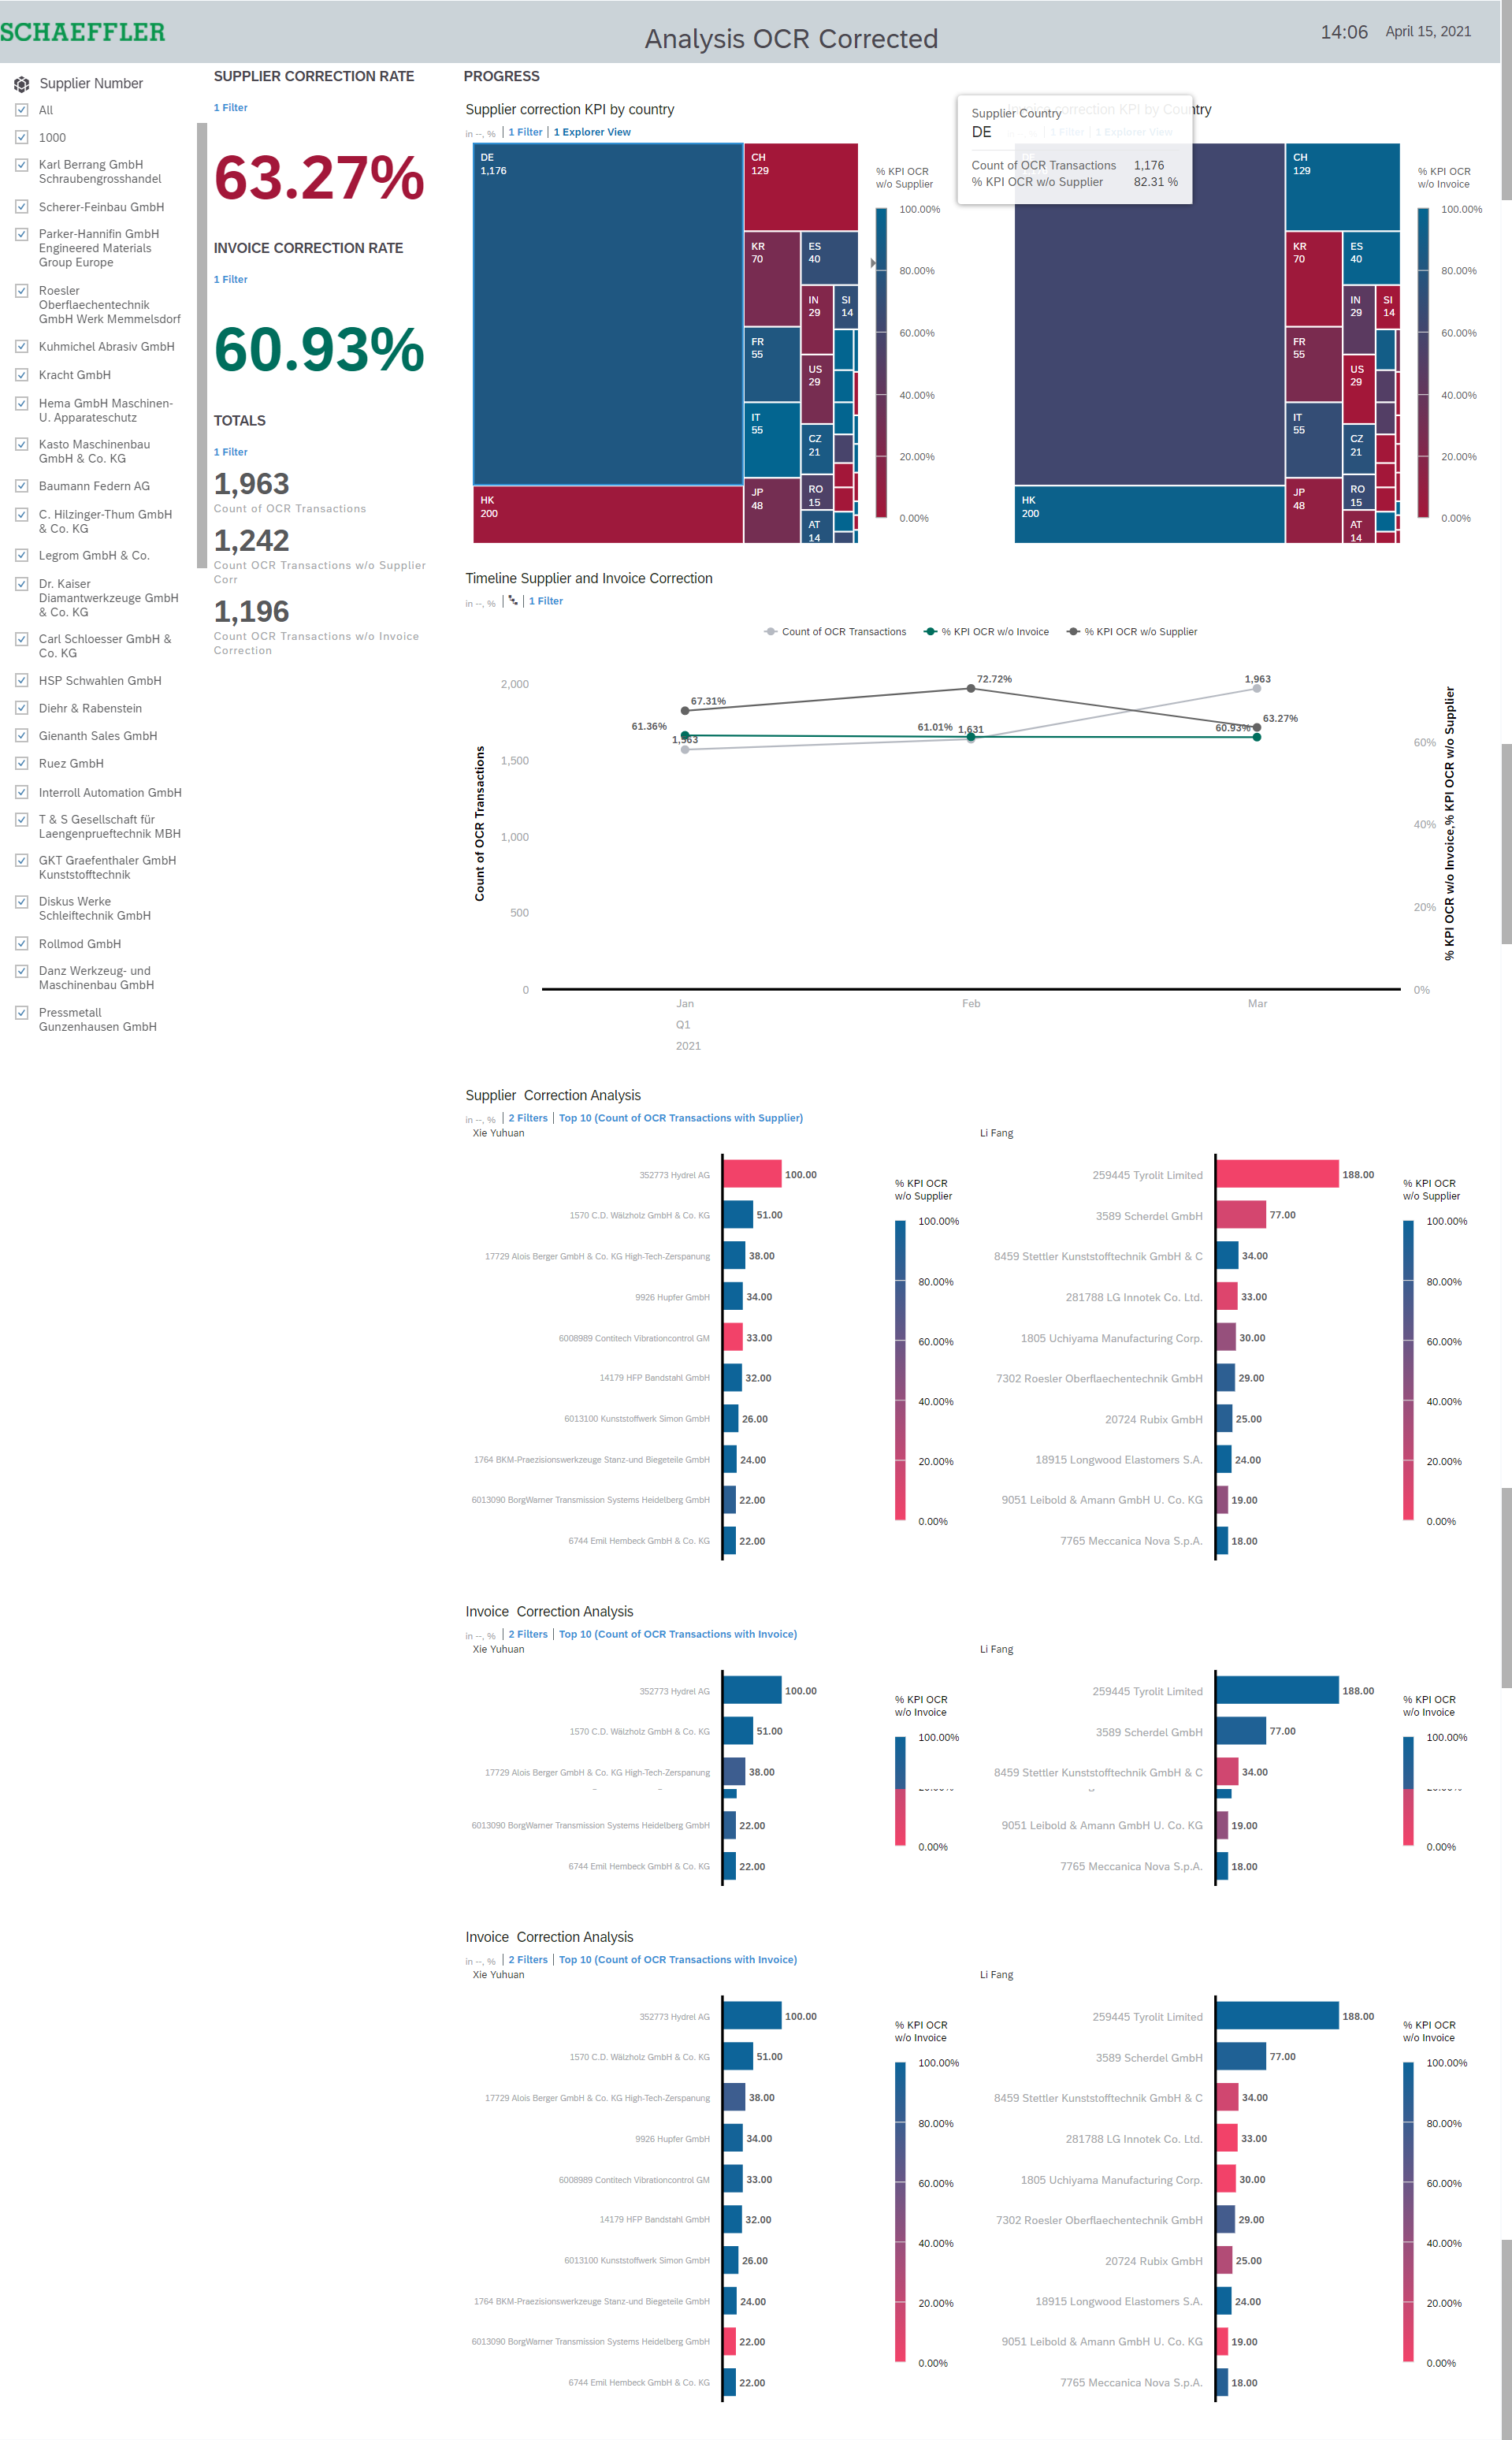 SCHAEFFLER
Analysis OCR Corrected
14:06 April 15, 2021
Supplier Number
All
1000
Karl Berrang GmbH
Schraubengrosshandel
Scherer-Feinbau GmbH
Parker-Hannifin GmbH
Engineered Materials
Group Europe
Roesler
Oberflaechentechnik
GmbH Werk Memmelsdorf
Kuhmichel Abrasiv GmbH
Kracht GmbH
Hema GmbH Maschinen-
U. Apparateschutz
Kasto Maschinenbau
GmbH & Co. KG
Baumann Federn AG
C. Hilzinger-Thum GmbH
& Co. KG
Legrom GmbH & Co.
Dr. Kaiser
Diamantwerkzeuge GmbH
& Co. KG
Carl Schloesser GmbH &
Co. KG
HSP Schwahlen GmbH
Diehr & Rabenstein
Gienanth Sales GmbH
Ruez GmbH
Interroll Automation GmbH
T & S Gesellschaft für
Laengenprueftechnik MBH
GKT Graefenthaler GmbH
Kunststofftechnik
Diskus Werke
Schleiftechnik GmbH
Rollmod GmbH
Danz Werkzeug- und
Maschinenbau GmbH
Pressmetall
Gunzenhausen GmbH
SUPPLIER CORRECTION RATE
1 Filter
63.27%
INVOICE CORRECTION RATE
1 Filter
60.93%
TOTALS
1 Filter
1,963
Count of OCR Transactions
1,242
Count OCR Transactions w/o Supplier
Corr
1,196
Count OCR Transactions w/o Invoice
Correction
PROGRESS
Supplier correction KPI by country
in --, % | 1 Filter | 1 Explorer View
DE
1,176
HK
200
CH
129
KR
70
FR
55
IT
55
JP
48
ES
40
IN
29
US
29
CZ
21
RO
15
AT
14
SI
14
% KPI OCR
w/o Supplier
100.00%
80.00%
60.00%
40.00%
20.00%
0.00%
Invoice correction KPI by Country
1 Filter | 1 Explorer View
Supplier Country
DE
Count of OCR Transactions 1,176
% KPI OCR w/o Supplier 82.31 %
HK
200
CH
129
KR
70
FR
55
IT
55
JP
48
ES
40
IN
29
US
29
CZ
21
RO
15
AT
14
SI
14
% KPI OCR
w/o Invoice
100.00%
80.00%
60.00%
40.00%
20.00%
0.00%
Timeline Supplier and Invoice Correction
in --, % | 1 Filter
Count of OCR Transactions % KPI OCR w/o Invoice % KPI OCR w/o Supplier
Count of OCR Transactions
2,000
1,500
1,000
500
0
67.31%
61.36%
1,563
72.72%
61.01%
1,631
1,963
63.27%
60.93%
60%
40%
20%
0%
% KPI OCR w/o Invoice,% KPI OCR w/o Supplier
Jan
Feb
Mar
Q1
2021
Supplier Correction Analysis
in --, % | 2 Filters | Top 10 (Count of OCR Transactions with Supplier)
Xie Yuhuan
352773 Hydrel AG 100.00
1570 C.D. Wälzholz GmbH & Co. KG 51.00
17729 Alois Berger GmbH & Co. KG High-Tech-Zerspanung 38.00
9926 Hupfer GmbH 34.00
6008989 Contitech Vibrationcontrol GM 33.00
14179 HFP Bandstahl GmbH 32.00
6013100 Kunststoffwerk Simon GmbH 26.00
1764 BKM-Praezisionswerkzeuge Stanz-und Biegeteile GmbH 24.00
6013090 BorgWarner Transmission Systems Heidelberg GmbH 22.00
6744 Emil Hembeck GmbH & Co. KG 22.00
% KPI OCR
w/o Supplier
100.00%
80.00%
60.00%
40.00%
20.00%
0.00%
Li Fang
259445 Tyrolit Limited 188.00
3589 Scherdel GmbH 77.00
8459 Stettler Kunststofftechnik GmbH & C 34.00
281788 LG Innotek Co. Ltd. 33.00
1805 Uchiyama Manufacturing Corp. 30.00
7302 Roesler Oberflaechentechnik GmbH 29.00
20724 Rubix GmbH 25.00
18915 Longwood Elastomers S.A. 24.00
9051 Leibold & Amann GmbH U. Co. KG 19.00
7765 Meccanica Nova S.p.A. 18.00
% KPI OCR
w/o Supplier
100.00%
80.00%
60.00%
40.00%
20.00%
0.00%
Invoice Correction Analysis
in --, % | 2 Filters | Top 10 (Count of OCR Transactions with Invoice)
Xie Yuhuan
352773 Hydrel AG 100.00
1570 C.D. Wälzholz GmbH & Co. KG 51.00
17729 Alois Berger GmbH & Co. KG High-Tech-Zerspanung 38.00
6013090 BorgWarner Transmission Systems Heidelberg GmbH 22.00
6744 Emil Hembeck GmbH & Co. KG 22.00
% KPI OCR
w/o Invoice
100.00%
0.00%
Li Fang
259445 Tyrolit Limited 188.00
3589 Scherdel GmbH 77.00
8459 Stettler Kunststofftechnik GmbH & C 34.00
9051 Leibold & Amann GmbH U. Co. KG 19.00
7765 Meccanica Nova S.p.A. 18.00
% KPI OCR
w/o Invoice
100.00%
0.00%
Invoice Correction Analysis
in --, % | 2 Filters | Top 10 (Count of OCR Transactions with Invoice)
Xie Yuhuan
352773 Hydrel AG 100.00
1570 C.D. Wälzholz GmbH & Co. KG 51.00
17729 Alois Berger GmbH & Co. KG High-Tech-Zerspanung 38.00
9926 Hupfer GmbH 34.00
6008989 Contitech Vibrationcontrol GM 33.00
14179 HFP Bandstahl GmbH 32.00
6013100 Kunststoffwerk Simon GmbH 26.00
1764 BKM-Praezisionswerkzeuge Stanz-und Biegeteile GmbH 24.00
6013090 BorgWarner Transmission Systems Heidelberg GmbH 22.00
6744 Emil Hembeck GmbH & Co. KG 22.00
% KPI OCR
w/o Invoice
100.00%
80.00%
60.00%
40.00%
20.00%
0.00%
Li Fang
259445 Tyrolit Limited 188.00
3589 Scherdel GmbH 77.00
8459 Stettler Kunststofftechnik GmbH & C 34.00
281788 LG Innotek Co. Ltd. 33.00
1805 Uchiyama Manufacturing Corp. 30.00
7302 Roesler Oberflaechentechnik GmbH 29.00
20724 Rubix GmbH 25.00
18915 Longwood Elastomers S.A. 24.00
9051 Leibold & Amann GmbH U. Co. KG 19.00
7765 Meccanica Nova S.p.A. 18.00
% KPI OCR
w/o Invoice
100.00%
80.00%
60.00%
40.00%
20.00%
0.00%